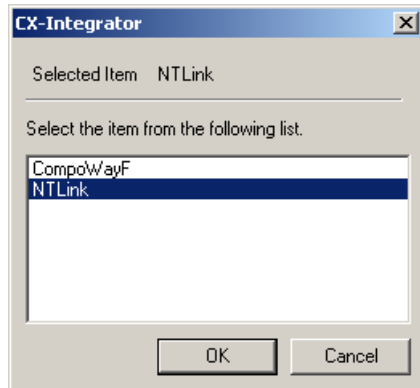 CX-Integrator
Selected Item NTLink
Select the item from the following list.
CompoWayF
NTLink
OK Cancel